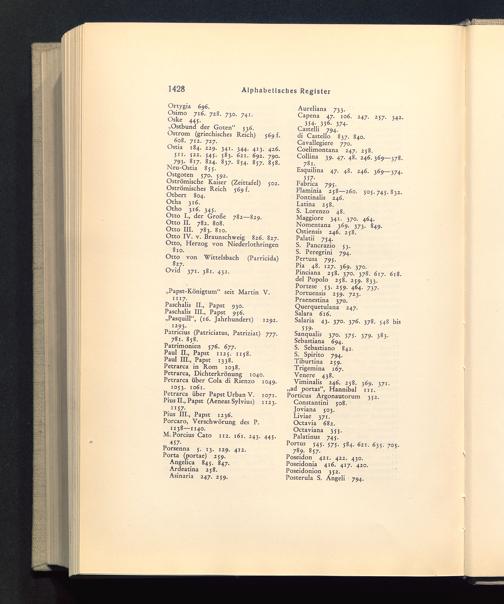 1428 Alphabetisches Register
Ortygia 696.
Osimo 716. 728. 730. 741.
Oske 445.
„Ostbund der Goten" 536.
Ostrom (griechisches Reich) 569 f.
608. 712. 727.
Ostia 184. 229. 341. 344. 413. 426.
511. 522. 545. 583. 621. 692. 790.
793. 817. 824. 837. 854. 857. 858.
Neu-Ostia 855.
Ostgoten 570. 592.
Oströmische Kaiser (Zeittafel) 502.
Oströmisches Reich 569 f.
Otbert 804.
Otha 316.
Otho 316. 345.
Otto I., der Große 782—829.
Otto II. 782. 808.
Otto III. 783. 810.
Otto IV. v. Braunschweig 826. 827.
Otto, Herzog von Niederlothringen
810.
Otto von Wittelsbach (Parricida)
827.
Ovid 371. 381. 432.
„Papst-Königtum" seit Martin V.
1117.
Paschalis II., Papst 930.
Paschalis III., Papst 956.
„Pasquill", (16. Jahrhundert) 1292.
1293.
Patricius (Patriciatus, Patriziat) 777.
781. 858.
Patrimonien 576. 677.
Paul II., Papst 1125. 1158.
Paul III., Papst 1338.
Petrarca in Rom 1038.
Petrarca, Dichterkrönung 1040.
Petrarca über Cola di Rienzo 1049.
1053. 1061.
Petrarca über Papst Urban V. 1071.
Pius II., Papst (Aeneas Sylvius) 1123.
1157.
Pius III., Papst 1236.
Porcaro, Verschwörung des P.
1138—1140.
M. Porcius Cato 112. 161. 243. 445.
457.
Porsenna 5. 13. 129. 412.
Porta (portae) 259.
Angelica 845. 847.
Ardeatina 258.
Asinaria 247. 259.
Aureliana 733.
Capena 47. 106. 247. 257. 342.
354. 356. 374.
Castelli 794.
di Castello 837. 840.
Cavallegiere 770.
Coelimontana 247. 258.
Collina 39. 47. 48. 246. 369—378.
781.
Esquilina 47. 48. 246. 369—374.
557.
Fabrica 795.
Flaminia 258—260. 505. 745. 832.
Fontinalis 246.
Latina 258.
S. Lorenzo 48.
Maggiore 341. 370. 464.
Nomentana 369. 373. 849.
Ostiensis 246. 258.
Palatii 754.
S. Pancrazio 53.
S. Peregrini 794.
Pertusa 795.
Pia 48. 127. 369. 370.
Pinciana 258. 370. 378. 617. 618.
del Popolo 258. 259. 833.
Portese 53. 259. 464. 737.
Portuensis 259. 723.
Praenestina 370.
Querquetulana 247.
Salara 616.
Salaria 43. 370. 376. 378. 548 bis
559.
Sanqualis 370. 375. 379. 383.
Sebastiana 694.
S. Sebastiano 842.
S. Spirito 794.
Tiburtina 259.
Trigemina 167.
Venere 438.
Viminalis 246. 258. 369. 371.
„ad portas", Hannibal 111.
Porticus Argonautorum 352.
Constantini 508.
Joviana 503.
Liviae 371.
Octavia 682.
Octaviana 353.
Palatinus 745.
Portus 545. 575. 584. 621. 635. 705.
789. 857.
Poseidon 421. 422. 430.
Poseidonia 416. 417. 420.
Poseidonion 352.
Posterula S. Angeli 794.